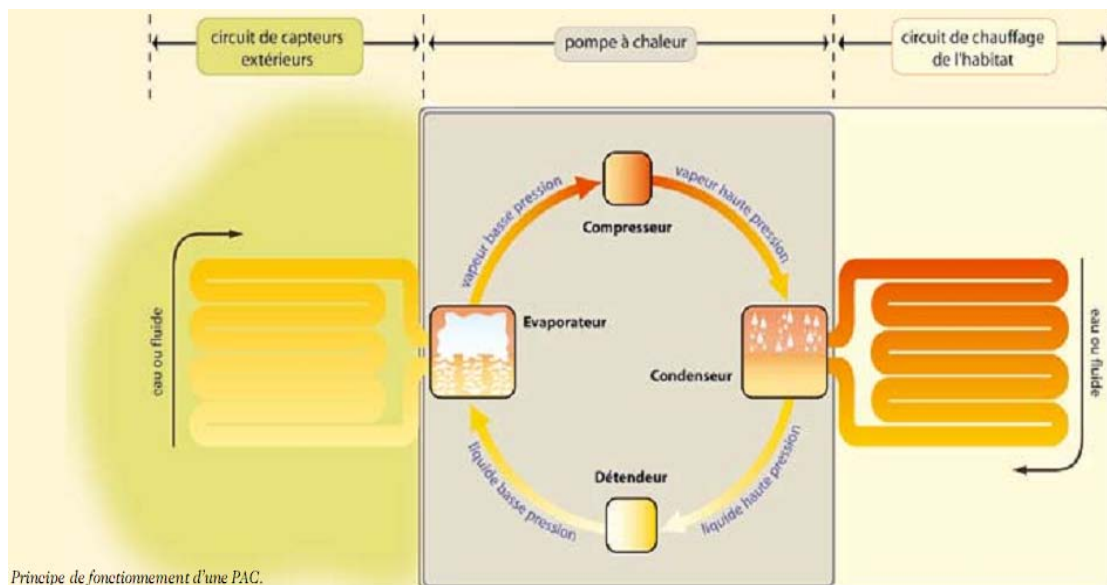 circuit de capteurs
extérieurs
pompe à chaleur
circuit de chauffage
de l'habitat
vapeur basse pression
vapeur haute pression
Compresseur
eau ou fluide
Evaporateur
Condenseur
eau ou fluide
liquide basse pression
Détendeur
liquide haute pression
Principe de fonctionnement d'une PAC.